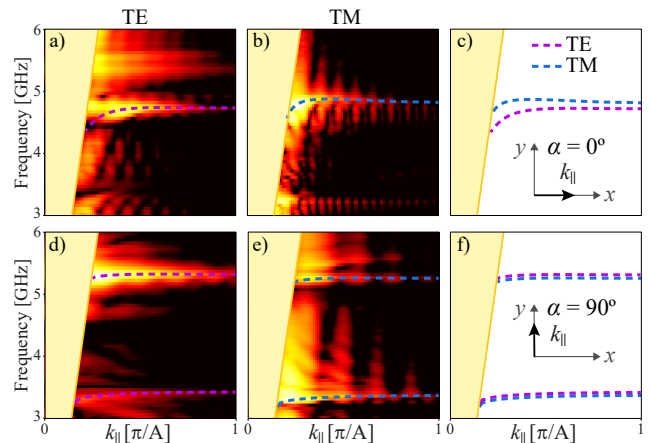 TE TM
a) b) c)
Frequency [GHz]
6
5
4
3
TE
TM
α = 0º
y
k||
x
d) e) f)
Frequency [GHz]
6
5
4
3
α = 90º
y
k||
x
0 1 0 1 0 1
k|| [π/A] k|| [π/A] k|| [π/A]